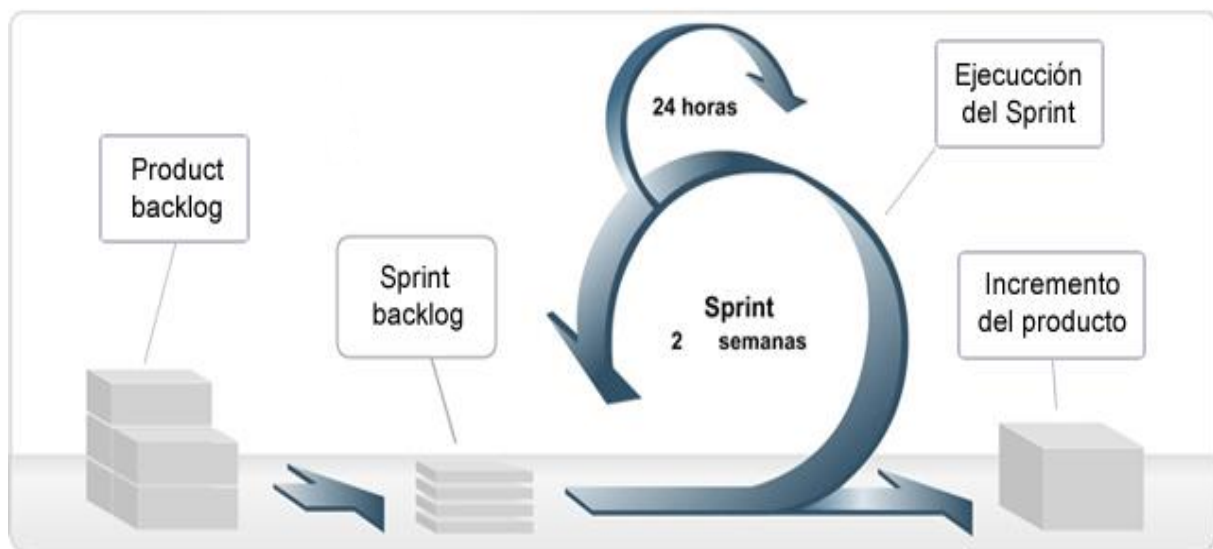 Product
backlog
Sprint
backlog
24 horas
Sprint
2 semanas
Ejecucción
del Sprint
Incremento
del producto